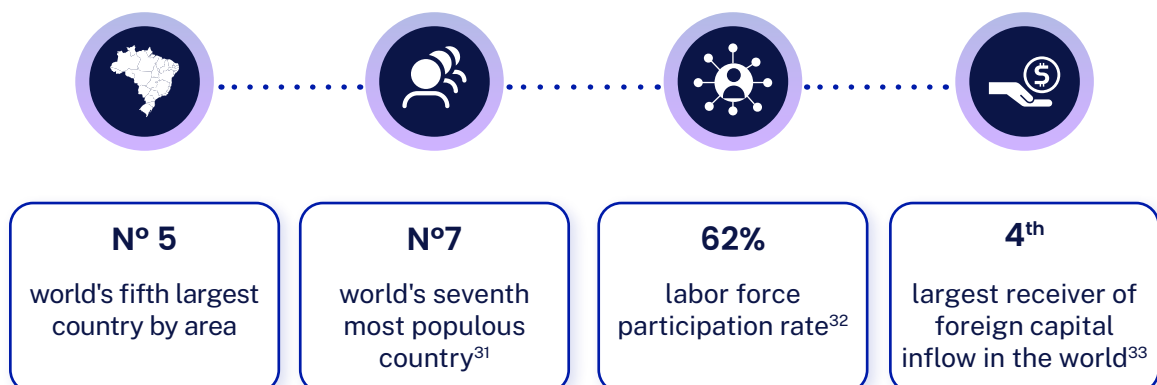 Nº 5
world's fifth largest
country by area
Nº7
world's seventh
most populous
country³¹
62%
labor force
participation rate³²
4ᵗʰ
largest receiver of
foreign capital
inflow in the world³³